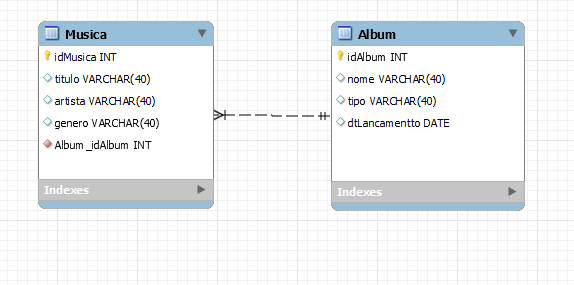 Musica
idMusica INT
titulo VARCHAR(40)
artista VARCHAR(40)
genero VARCHAR(40)
Album _idAlbum INT
Indexes
Album
idAlbum INT
nome VARCHAR(40)
tipo VARCHAR(40)
dtLancamentto DATE
Indexes